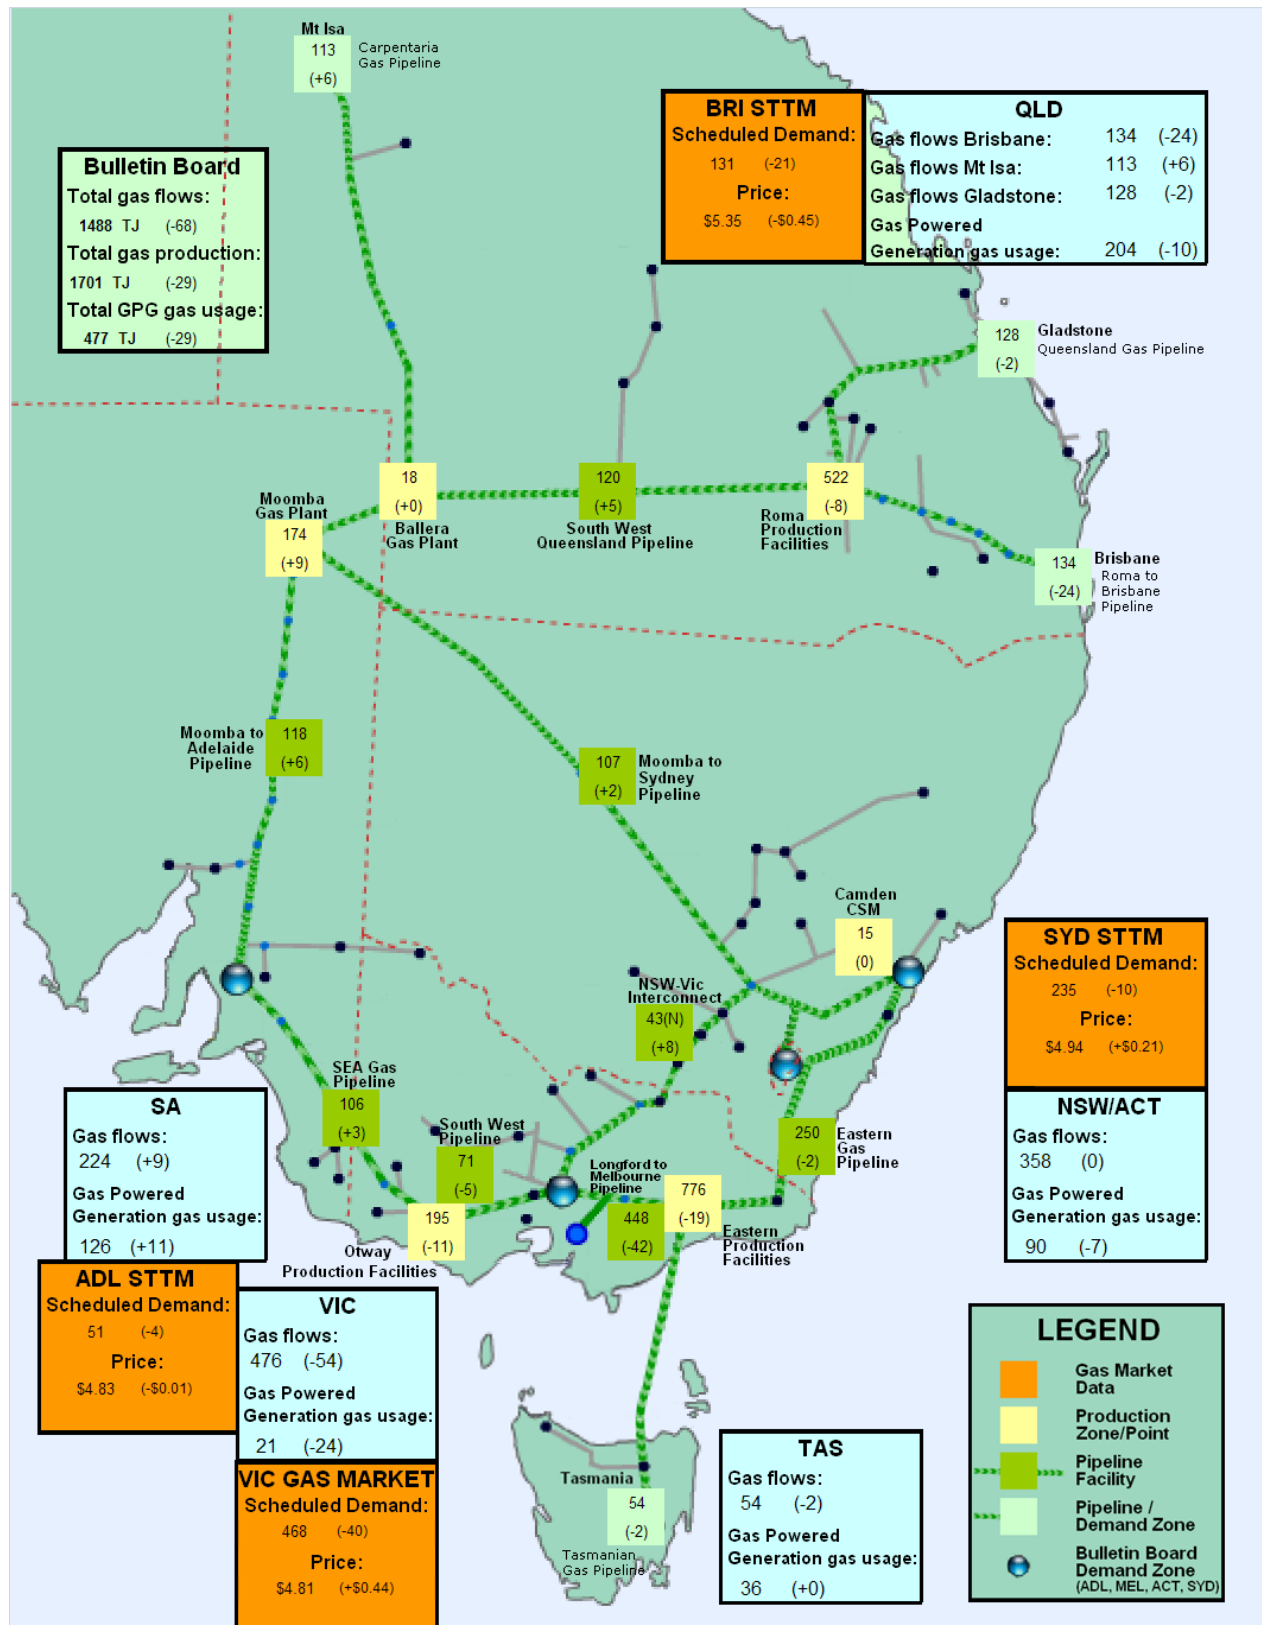 Mt Isa
113
(+6)
Carpentaria
Gas Pipeline
BRI STTM
Scheduled Demand:
131 (-21)
Price:
$5.35 (-$0.45)
QLD
Gas flows Brisbane: 134 (-24)
Gas flows Mt Isa: 113 (+6)
Gas flows Gladstone: 128 (-2)
Gas Powered
Generation gas usage: 204 (-10)
Bulletin Board
Total gas flows:
1488 TJ (-68)
Total gas production:
1701 TJ (-29)
Total GPG gas usage:
477 TJ (-29)
128
(-2)
Gladstone
Queensland Gas Pipeline
18
(+0)
Ballera
Gas Plant
120
(+5)
South West
Queensland Pipeline
522
(-8)
Roma
Production
Facilities
Moomba
Gas Plant
174
(+9)
134
(-24)
Brisbane
Roma to
Brisbane
Pipeline
Moomba to
Adelaide
Pipeline
118
(+6)
107
(+2)
Moomba to
Sydney
Pipeline
Camden
CSM
15
(0)
SYD STTM
Scheduled Demand:
235 (-10)
Price:
$4.94 (+$0.21)
NSW-Vic
Interconnect
43(N)
(+8)
SEA Gas
Pipeline
106
(+3)
NSW/ACT
Gas flows:
358 (0)
Gas Powered
Generation gas usage:
90 (-7)
SA
Gas flows:
224 (+9)
Gas Powered
Generation gas usage:
126 (+11)
South West
Pipeline
71
(-5)
250
(-2)
Eastern
Gas
Pipeline
Longford to
Melbourne
Pipeline
448
(-42)
776
(-19)
Eastern
Production
Facilities
195
(-11)
Otway
Production Facilities
ADL STTM
Scheduled Demand:
51 (-4)
Price:
$4.83 (-$0.01)
VIC
Gas flows:
476 (-54)
Gas Powered
Generation gas usage:
21 (-24)
VIC GAS MARKET
Scheduled Demand:
468 (-40)
Price:
$4.81 (+$0.44)
Tasmania
54
(-2)
Tasmanian
Gas Pipeline
TAS
Gas flows:
54 (-2)
Gas Powered
Generation gas usage:
36 (+0)
LEGEND
Gas Market
Data
Production
Zone/Point
Pipeline
Facility
Pipeline /
Demand Zone
Bulletin Board
Demand Zone
(ADL, MEL, ACT, SYD)